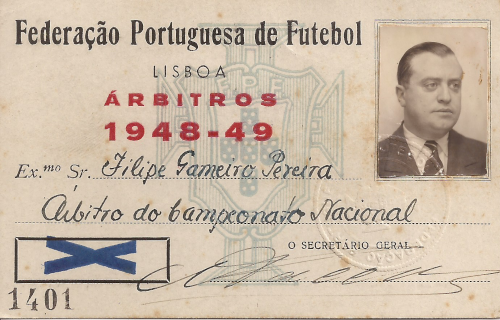 Federação Portuguesa de Futebol
LISBOA
ÁRBITROS
1948-49
Ex.mo Sr. Filipe Gameiro Pereira
Árbitro do Campeonato Nacional
O SECRETÁRIO GERAL
1401